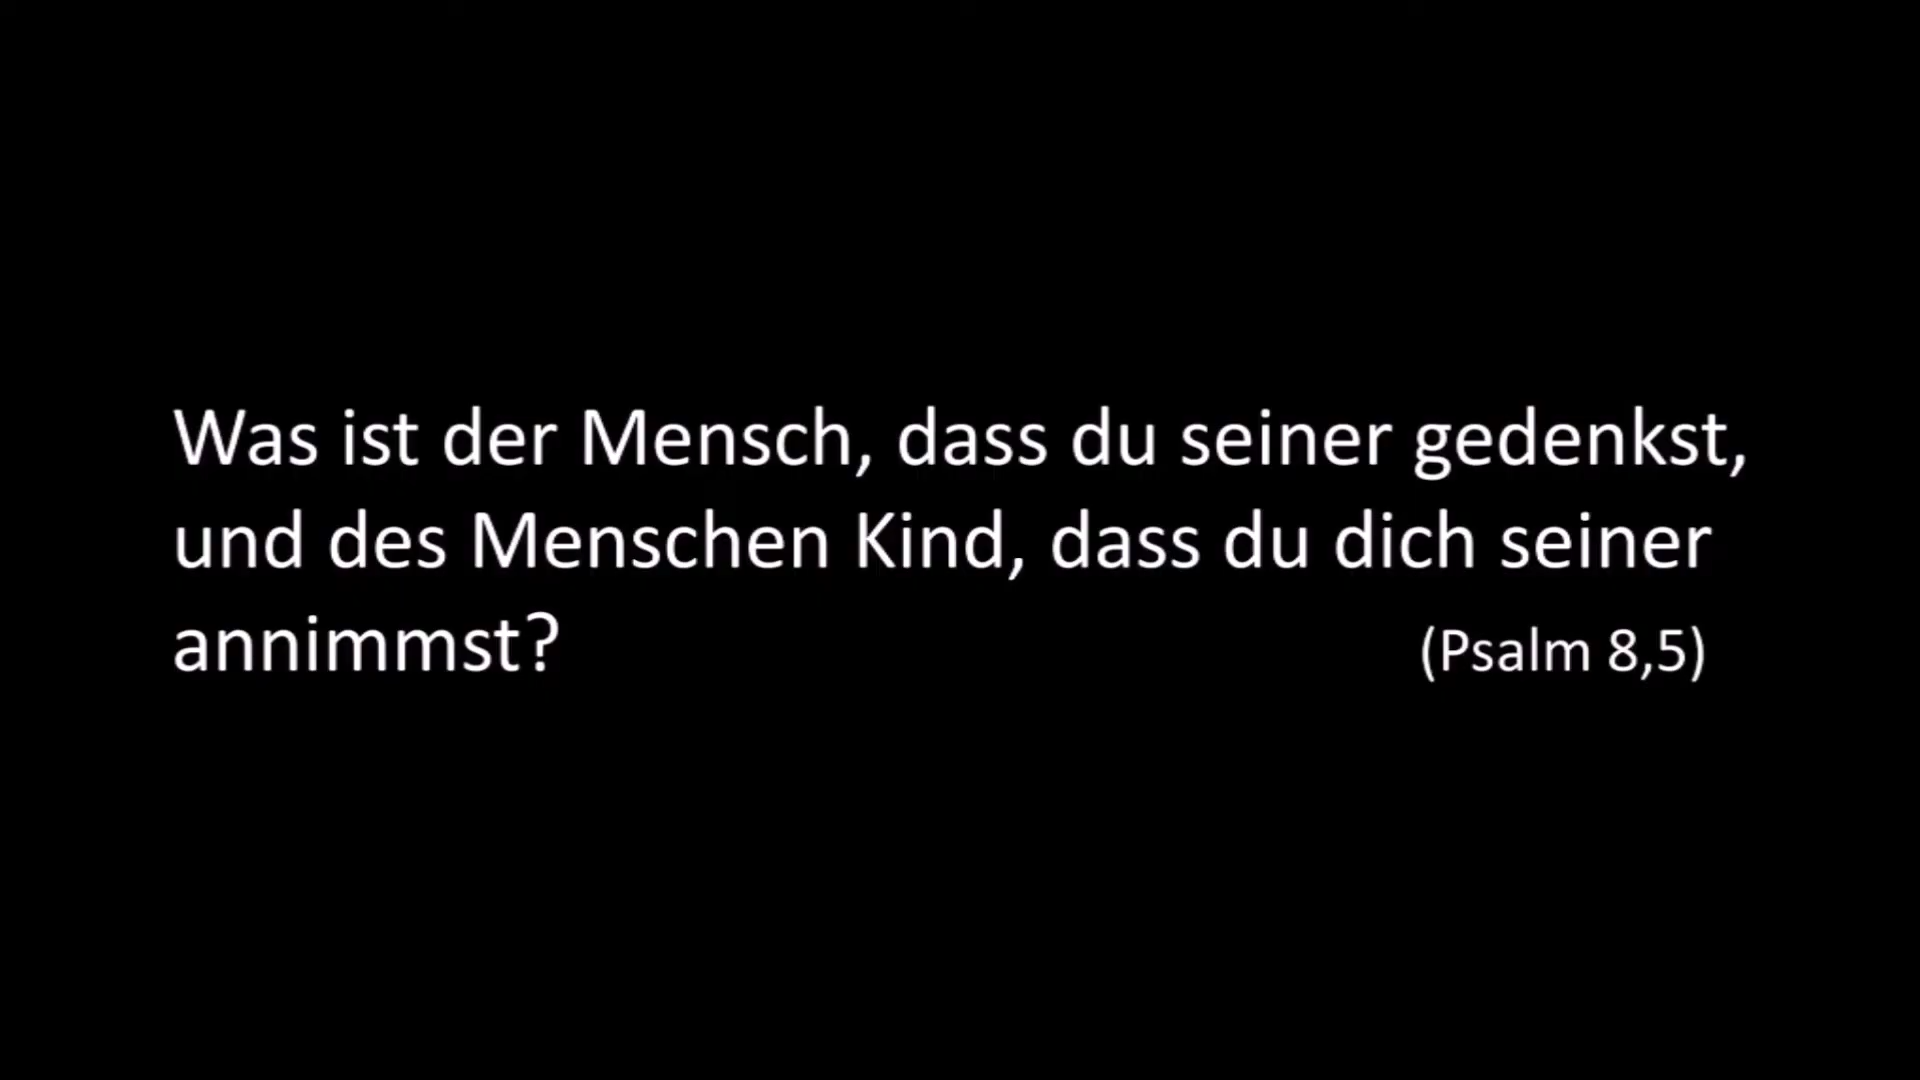 Was ist der Mensch, dass du seiner gedenkst,
und des Menschen Kind, dass du dich seiner
annimmst? (Psalm 8,5)